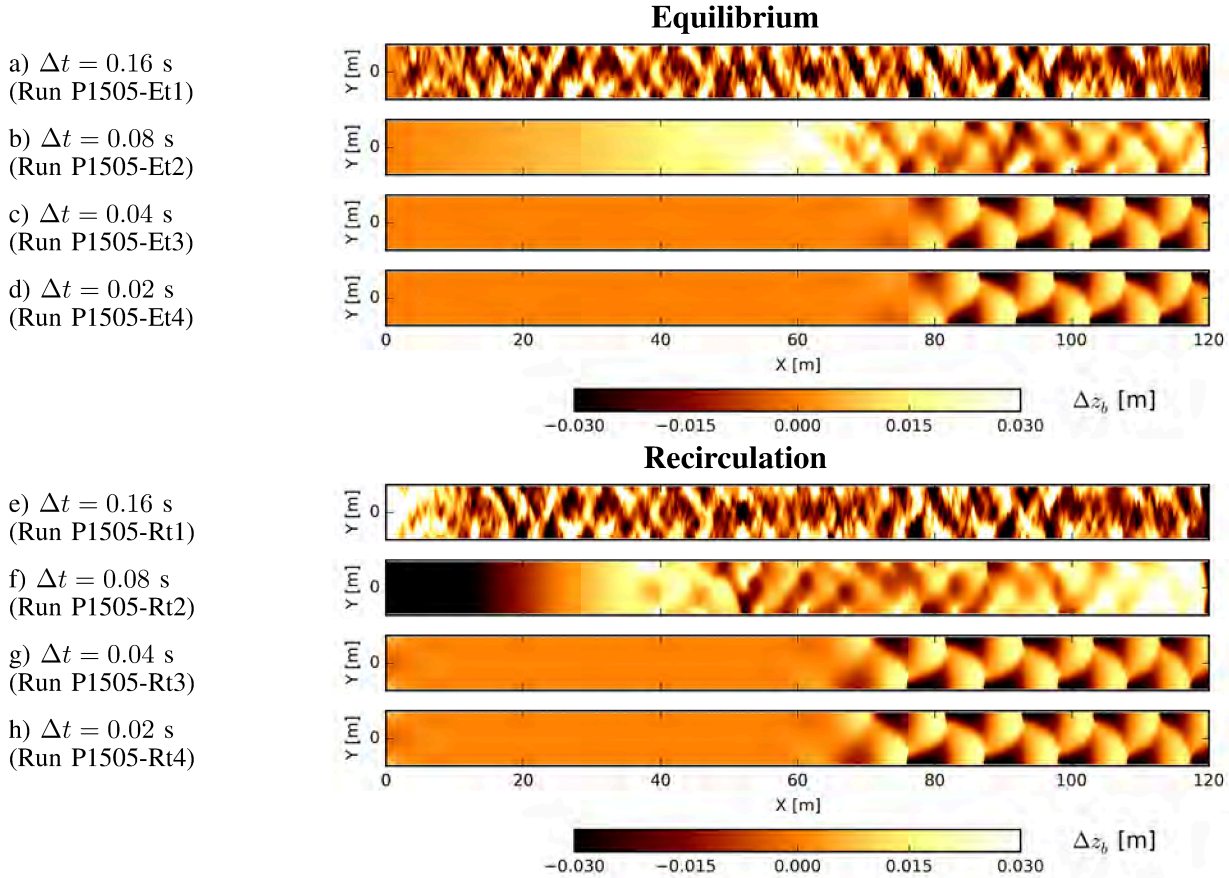 Equilibrium
a) Δt = 0.16 s
(Run P1505-Et1)
Y [m]
0
b) Δt = 0.08 s
(Run P1505-Et2)
Y [m]
0
c) Δt = 0.04 s
(Run P1505-Et3)
Y [m]
0
d) Δt = 0.02 s
(Run P1505-Et4)
Y [m]
0
0 20 40 60 80 100 120
X [m]
Δz_b [m]
−0.030 −0.015 0.000 0.015 0.030
Recirculation
e) Δt = 0.16 s
(Run P1505-Rt1)
Y [m]
0
f) Δt = 0.08 s
(Run P1505-Rt2)
Y [m]
0
g) Δt = 0.04 s
(Run P1505-Rt3)
Y [m]
0
h) Δt = 0.02 s
(Run P1505-Rt4)
Y [m]
0
0 20 40 60 80 100 120
X [m]
Δz_b [m]
−0.030 −0.015 0.000 0.015 0.030